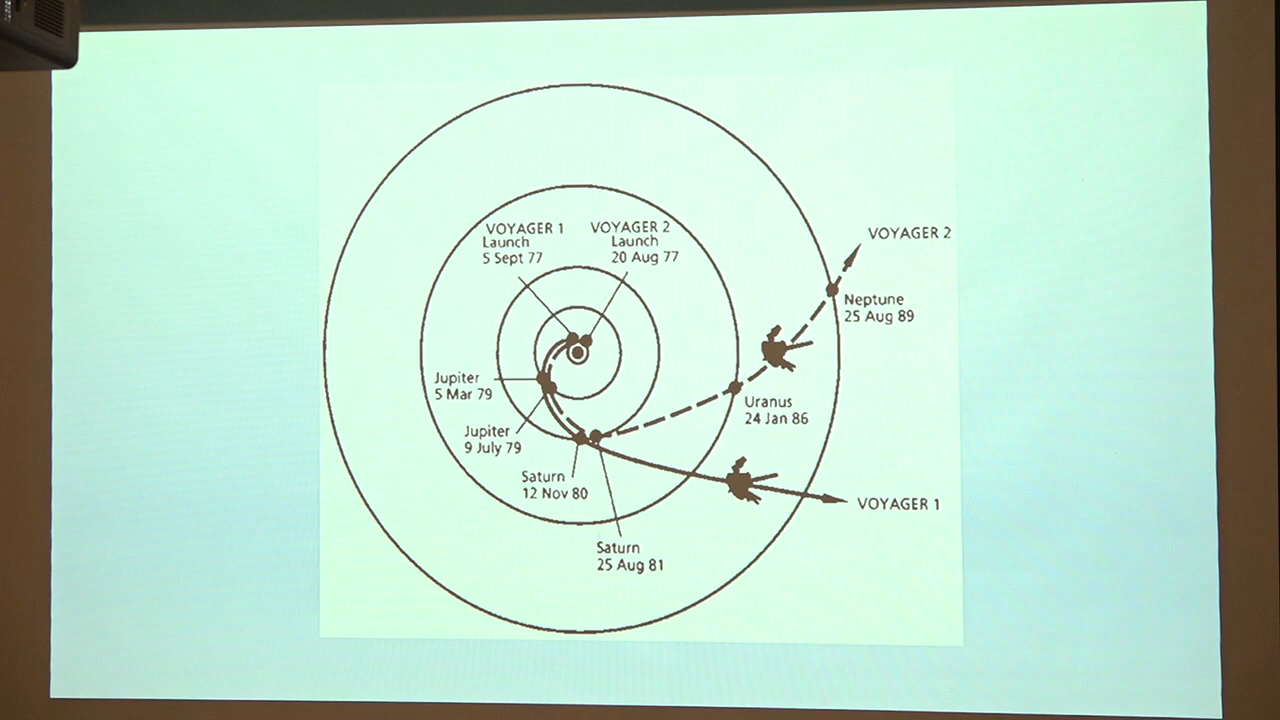 VOYAGER 1
Launch
5 Sept 77
VOYAGER 2
Launch
20 Aug 77
VOYAGER 2
Neptune
25 Aug 89
Jupiter
5 Mar 79
Uranus
24 Jan 86
Jupiter
9 July 79
Saturn
12 Nov 80
VOYAGER 1
Saturn
25 Aug 81